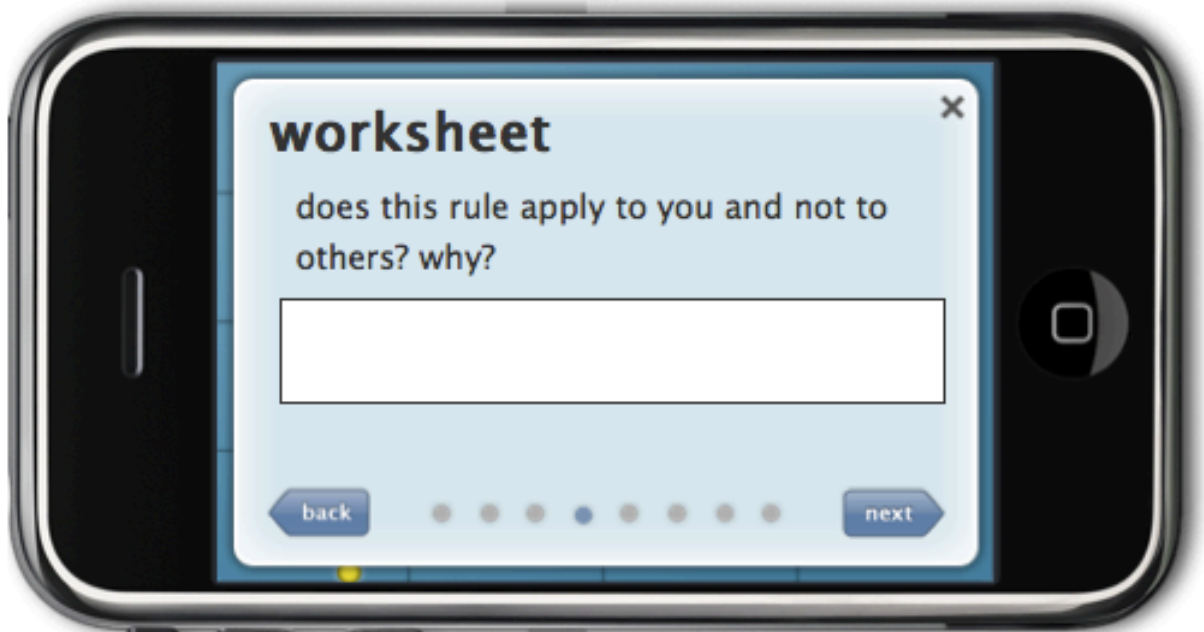 worksheet
does this rule apply to you and not to
others? why?
back
next